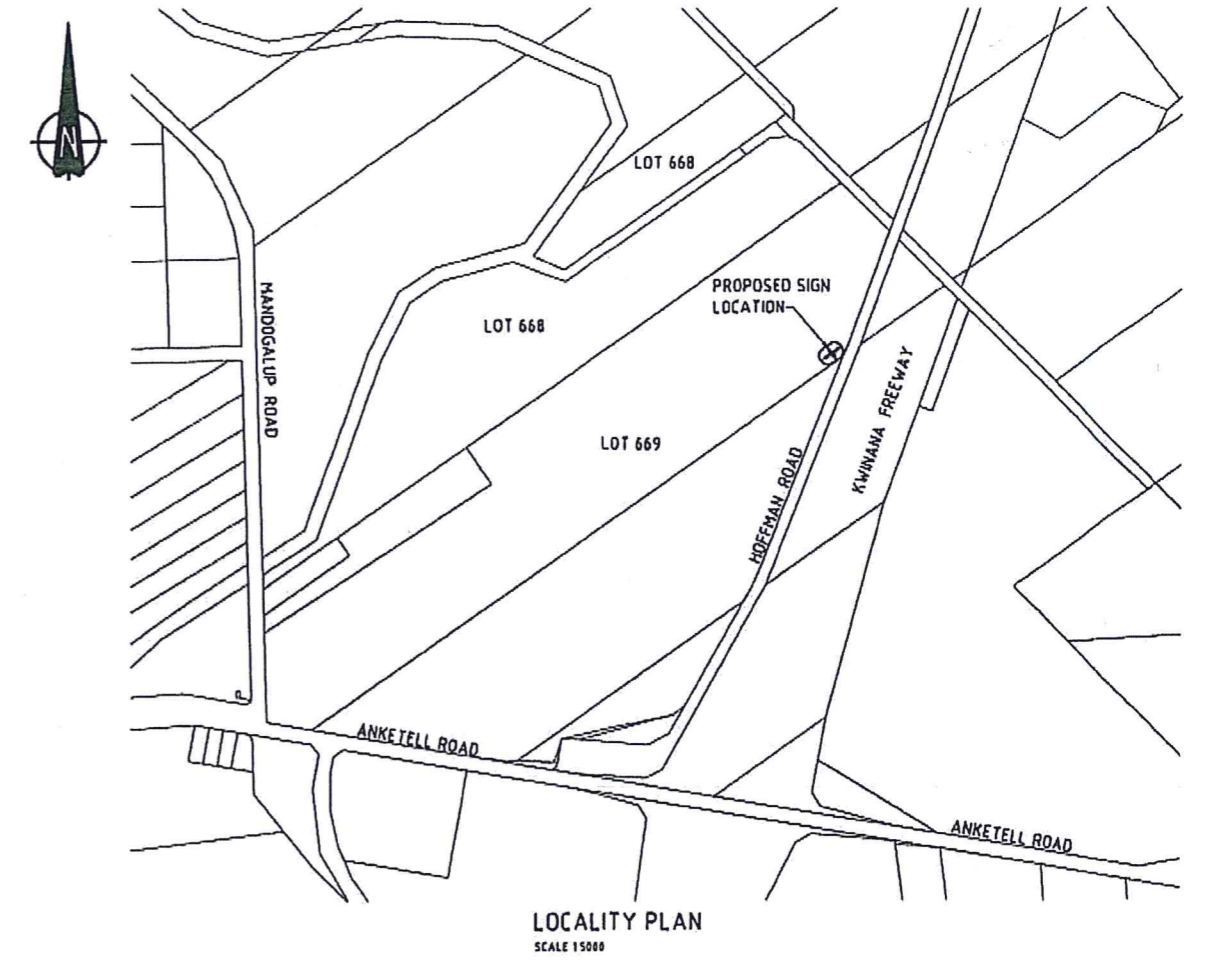 N
LOT 668
PROPOSED SIGN
LOCATION
MANDOGALUP ROAD
LOT 668
KWINANA FREEWAY
LOT 669
HOFFMAN ROAD
ANKETELL ROAD
ANKETELL ROAD
LOCALITY PLAN
SCALE 15000